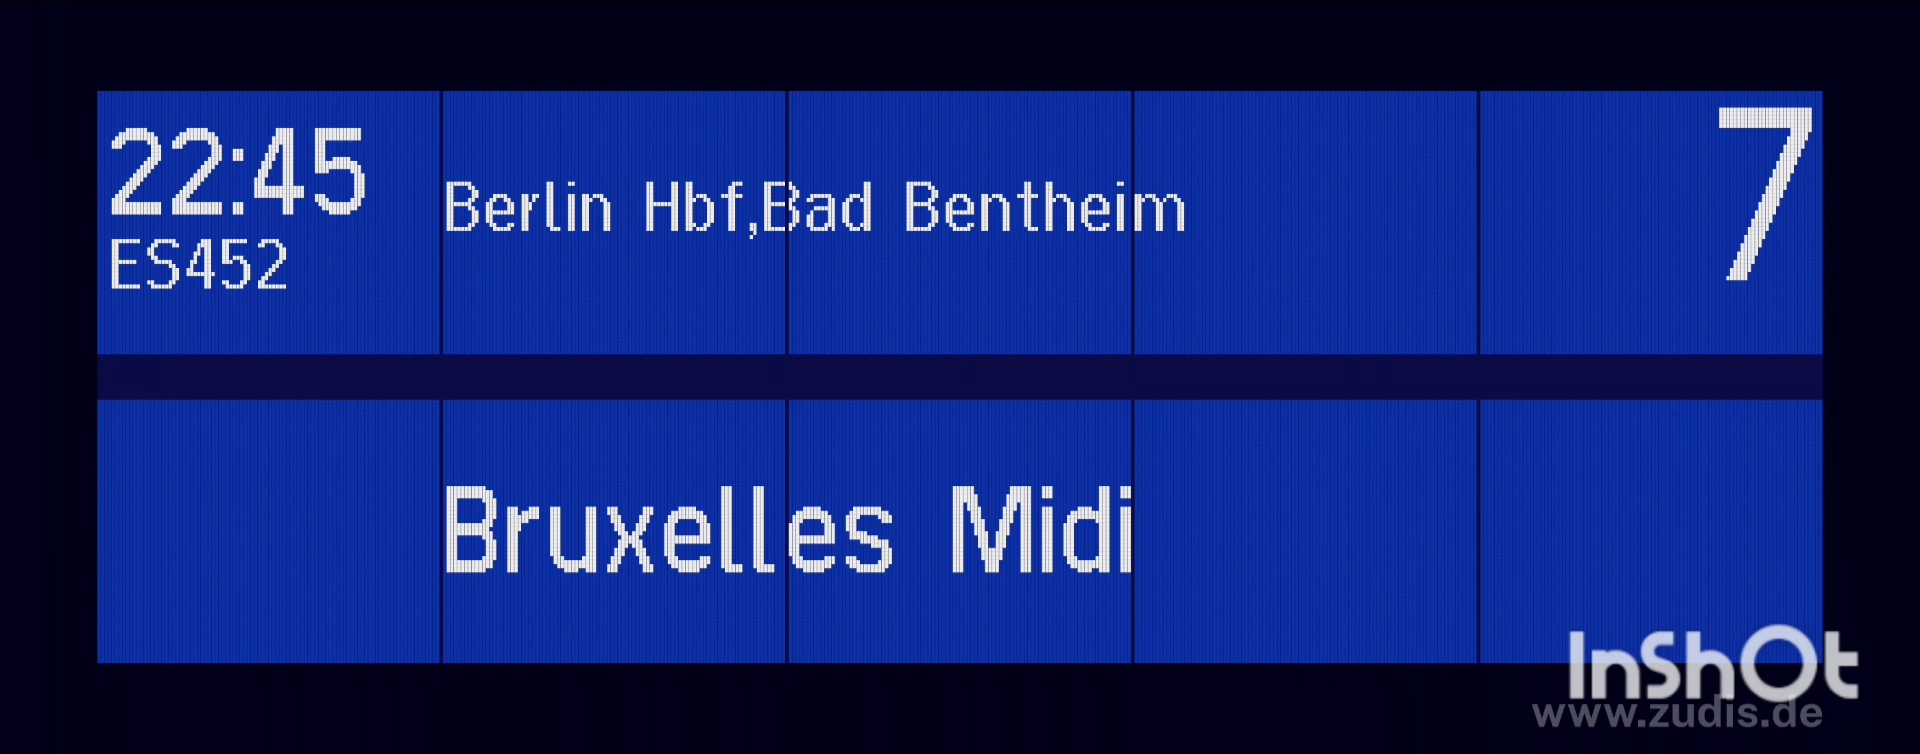 22:45
ES452
Berlin Hbf,Bad Bentheim
7
Bruxelles Midi
InShOt
www.zudis.de